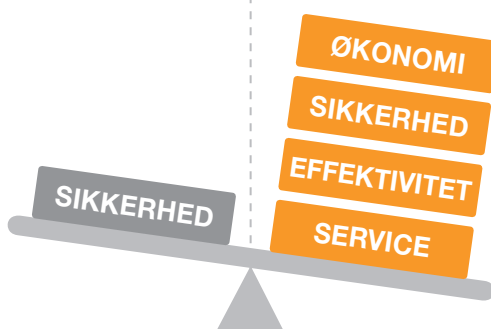 SIKKERHED
ØKONOMI
SIKKERHED
EFFEKTIVITET
SERVICE